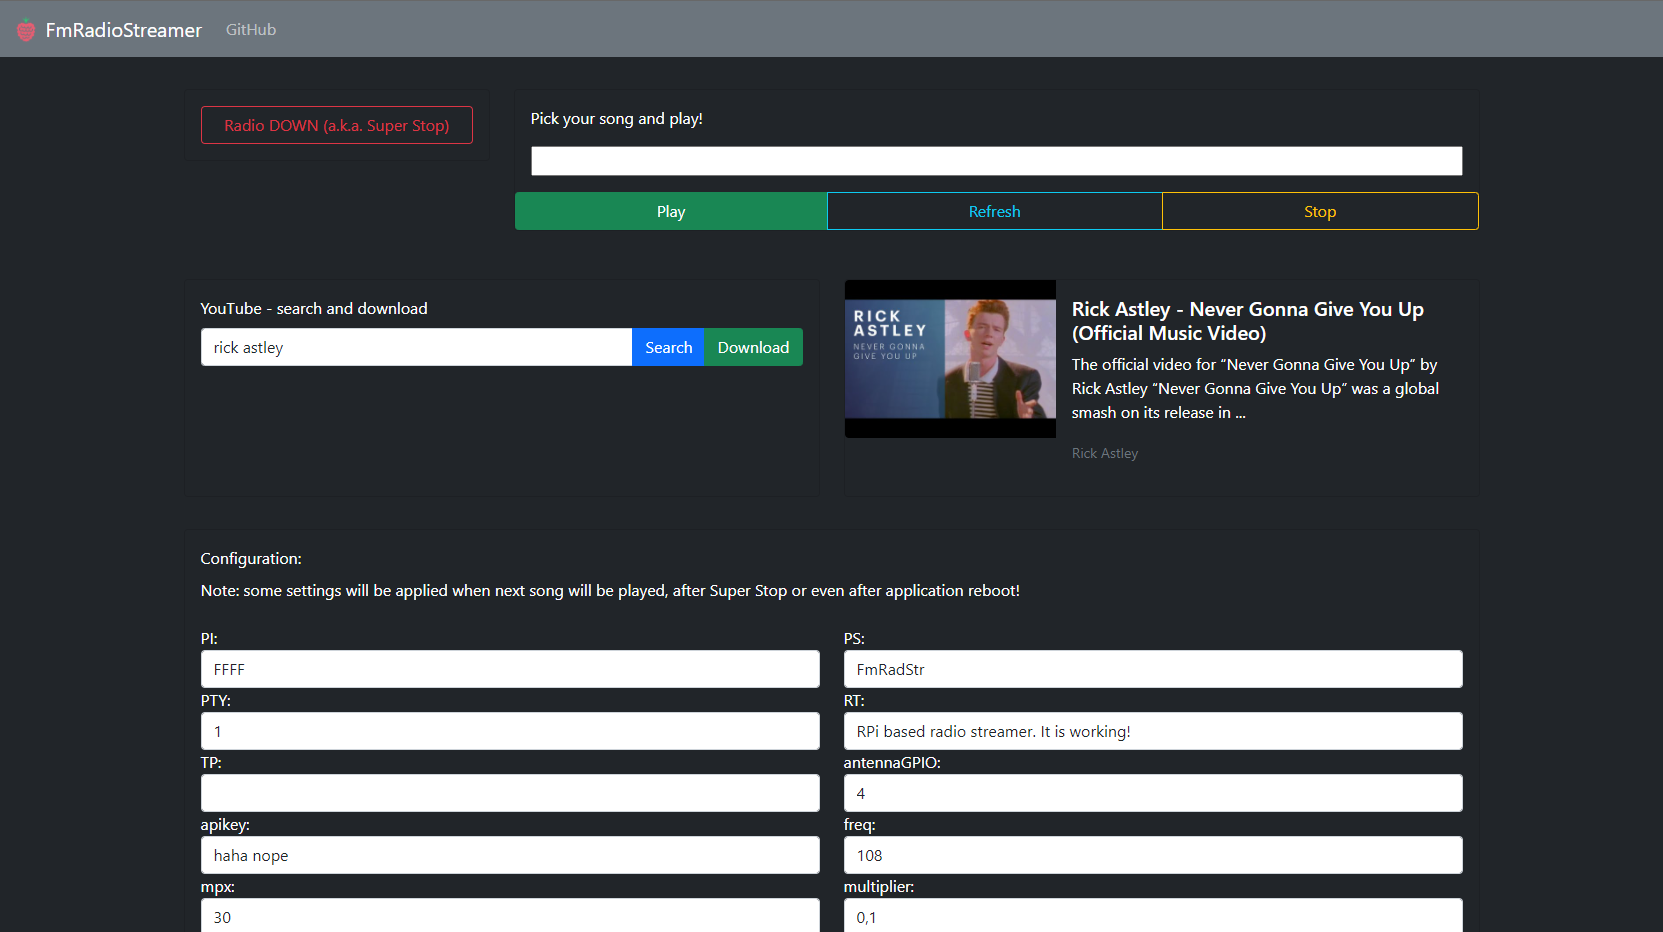 FmRadioStreamer GitHub
Radio DOWN (a.k.a. Super Stop)
Pick your song and play!
Play Refresh Stop
YouTube - search and download
rick astley Search Download
RICK
ASTLEY
NEVER GONNA
GIVE YOU UP
Rick Astley - Never Gonna Give You Up
(Official Music Video)
The official video for “Never Gonna Give You Up” by
Rick Astley “Never Gonna Give You Up” was a global
smash on its release in ...
Rick Astley
Configuration:
Note: some settings will be applied when next song will be played, after Super Stop or even after application reboot!
PI: PS:
FFFF FmRadStr
PTY: RT:
1 RPi based radio streamer. It is working!
TP: antennaGPIO:
4
apikey: freq:
haha nope 108
mpx: multiplier:
30 0,1